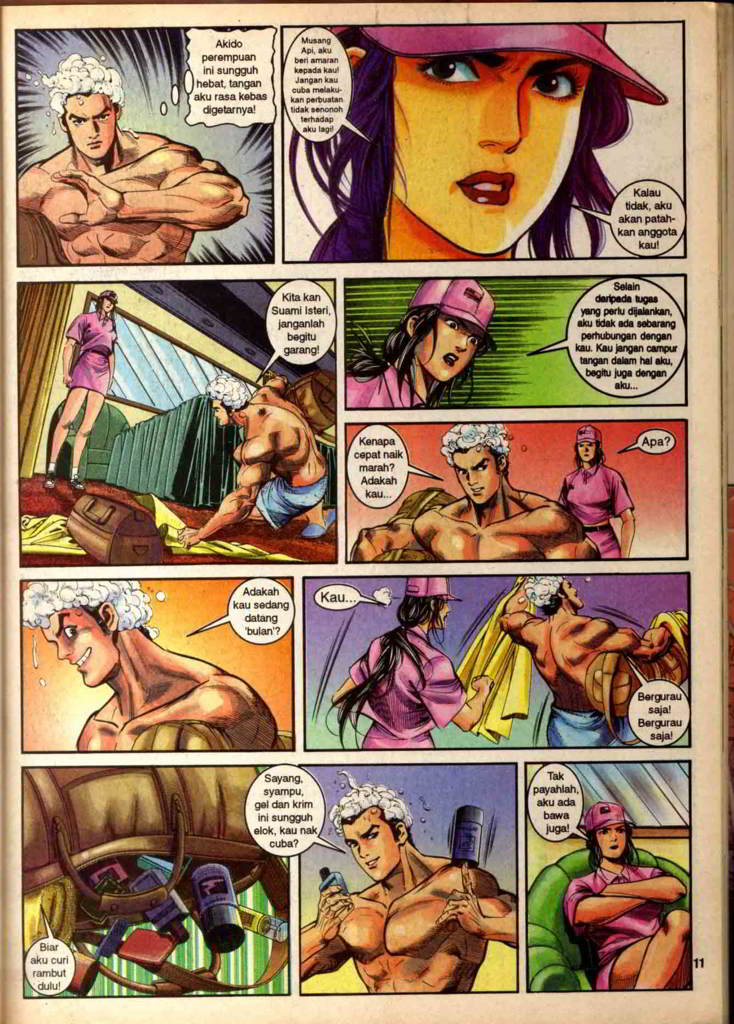 Akido
perempuan
ini sungguh
hebat, tangan
aku rasa kebas
digetarnya!
Musang
Api, aku
beri amaran
kepada kau!
Jangan kau
cuba melaku-
kan perbuatan
tidak senonoh
terhadap
aku lagi!
Kalau
tidak, aku
akan patah-
kan anggota
kau!
Kita kan
Suami Isteri,
janganlah
begitu
garang!
Selain
daripada tugas
yang perlu dijalankan,
aku tidak ada sebarang
perhubungan dengan
kau. Kau jangan campur
tangan dalam hal aku,
begitu juga dengan
aku...
Kenapa
cepat naik
marah?
Adakah
kau...
Apa?
Adakah
kau sedang
datang
'bulan'?
Kau...
Bergurau
saja!
Bergurau
saja!
Biar
aku curi
rambut
dulu!
Sayang,
syampu,
gel dan krim
ini sungguh
elok, kau nak
cuba?
Tak
payahlah,
aku ada
bawa
juga!
11